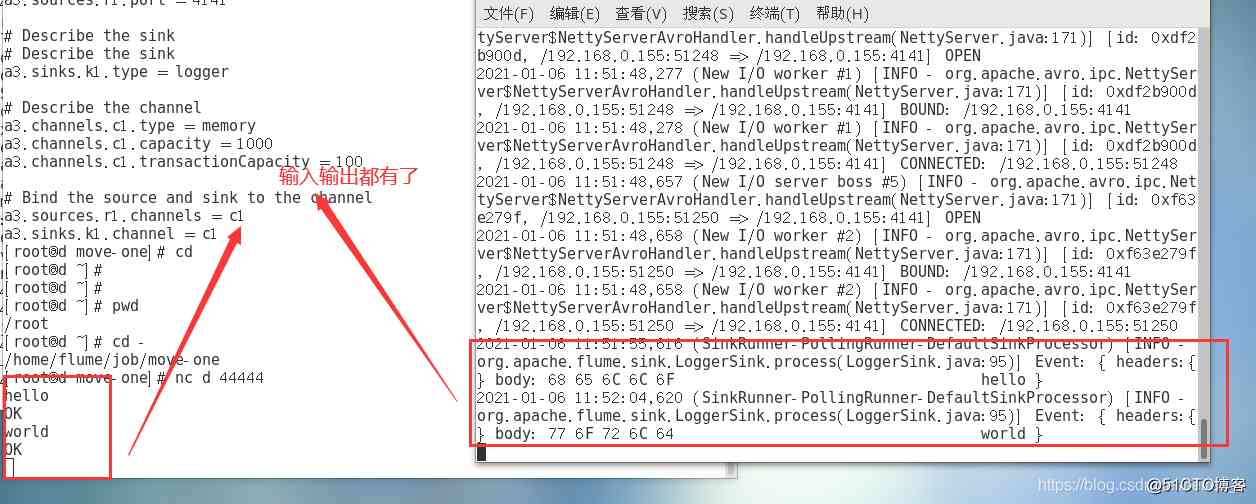 a3.sources.r1.port = 4141
# Describe the sink
# Describe the sink
a3.sinks.k1.type = logger
# Describe the channel
a3.channels.c1.type = memory
a3.channels.c1.capacity = 1000
a3.channels.c1.transactionCapacity = 100
输入输出都有了
# Bind the source and sink to the channel
a3.sources.r1.channels = c1
a3.sinks.k1.channel = c1
[root@d move-one]# cd
[root@d ~]#
[root@d ~]#
[root@d ~]# pwd
/root
[root@d ~]# cd -
/home/flume/job/move-one
[root@d move-one]# nc d 44444
hello
OK
world
OK
文件(F) 编辑(E) 查看(V) 搜索(S) 终端(T) 帮助(H)
tyServer$NettyServerAvroHandler.handleUpstream(NettyServer.java:171)] [id: 0xdf2
b900d, /192.168.0.155:51248 => /192.168.0.155:4141] OPEN
2021-01-06 11:51:48,277 (New I/O worker #1) [INFO - org.apache.avro.ipc.NettySer
ver$NettyServerAvroHandler.handleUpstream(NettyServer.java:171)] [id: 0xdf2b900d
, /192.168.0.155:51248 => /192.168.0.155:4141] BOUND: /192.168.0.155:4141
2021-01-06 11:51:48,278 (New I/O worker #1) [INFO - org.apache.avro.ipc.NettySer
ver$NettyServerAvroHandler.handleUpstream(NettyServer.java:171)] [id: 0xdf2b900d
, /192.168.0.155:51248 => /192.168.0.155:4141] CONNECTED: /192.168.0.155:51248
2021-01-06 11:51:48,657 (New I/O server boss #5) [INFO - org.apache.avro.ipc.Net
tyServer$NettyServerAvroHandler.handleUpstream(NettyServer.java:171)] [id: 0xf63
e279f, /192.168.0.155:51250 => /192.168.0.155:4141] OPEN
2021-01-06 11:51:48,658 (New I/O worker #2) [INFO - org.apache.avro.ipc.NettySer
ver$NettyServerAvroHandler.handleUpstream(NettyServer.java:171)] [id: 0xf63e279f
, /192.168.0.155:51250 => /192.168.0.155:4141] BOUND: /192.168.0.155:4141
2021-01-06 11:51:48,658 (New I/O worker #2) [INFO - org.apache.avro.ipc.NettySer
ver$NettyServerAvroHandler.handleUpstream(NettyServer.java:171)] [id: 0xf63e279f
, /192.168.0.155:51250 => /192.168.0.155:4141] CONNECTED: /192.168.0.155:51250
2021-01-06 11:51:55,616 (SinkRunner-PollingRunner-DefaultSinkProcessor) [INFO -
org.apache.flume.sink.LoggerSink.process(LoggerSink.java:95)] Event: { headers:{
} body: 68 65 6C 6C 6F hello }
2021-01-06 11:52:04,620 (SinkRunner-PollingRunner-DefaultSinkProcessor) [INFO -
org.apache.flume.sink.LoggerSink.process(LoggerSink.java:95)] Event: { headers:{
} body: 77 6F 72 6C 64 world }
https://blog.csd
@51CTO博客